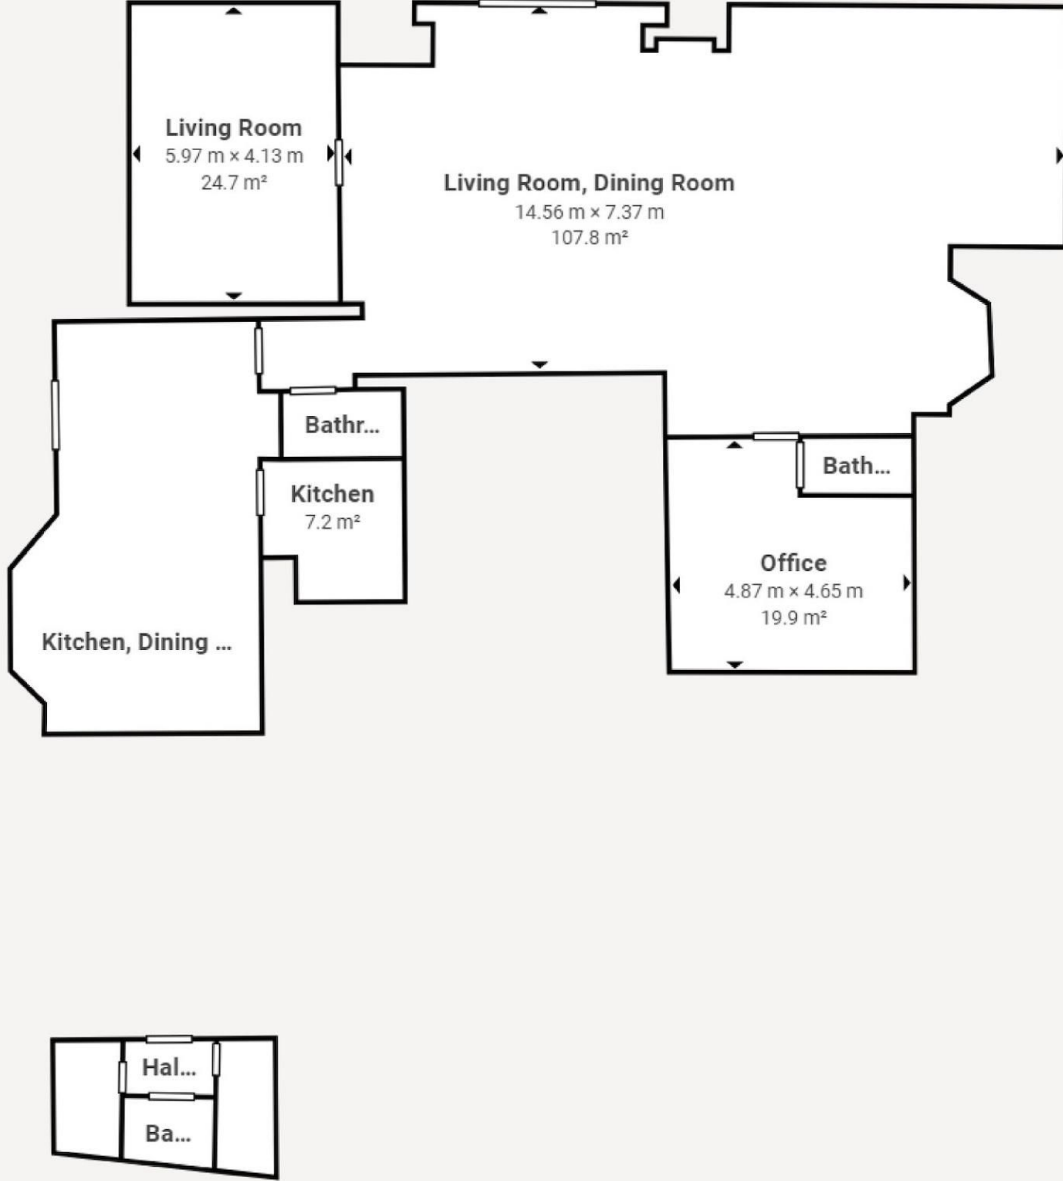 Living Room
5.97 m × 4.13 m
24.7 m²
Living Room, Dining Room
14.56 m × 7.37 m
107.8 m²
Bathr...
Bath...
Kitchen
7.2 m²
Office
4.87 m × 4.65 m
19.9 m²
Kitchen, Dining ...
Hal...
Ba...